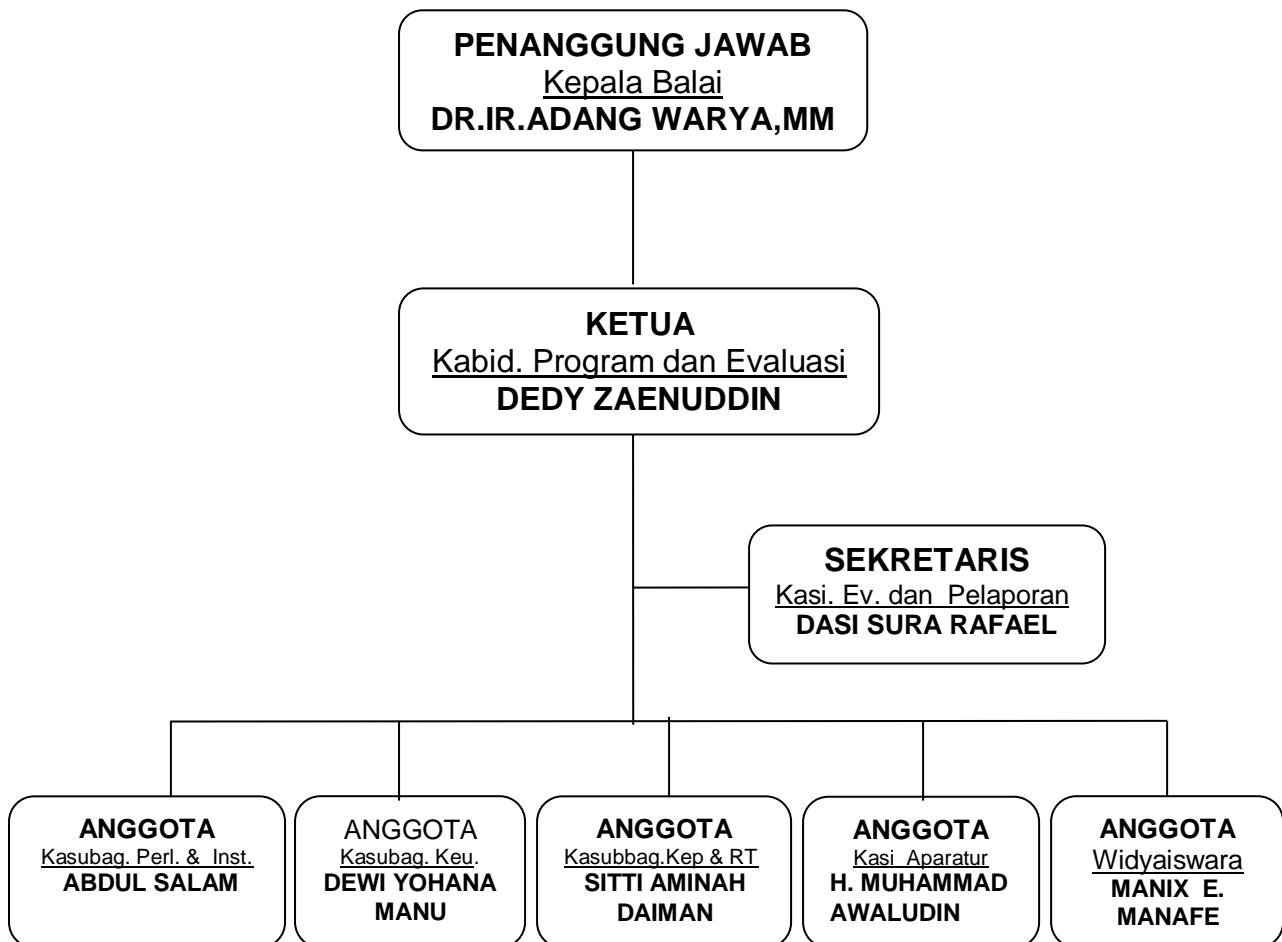 PENANGGUNG JAWAB
Kepala Balai
DR.IR.ADANG WARYA,MM
KETUA
Kabid. Program dan Evaluasi
DEDY ZAENUDDIN
SEKRETARIS
Kasi. Ev. dan Pelaporan
DASI SURA RAFAEL
ANGGOTA
Kasubag. Perl. & Inst.
ABDUL SALAM
ANGGOTA
Kasubag. Keu.
DEWI YOHANA
MANU
ANGGOTA
Kasubbag.Kep & RT
SITTI AMINAH
DAIMAN
ANGGOTA
Kasi Aparatur
H. MUHAMMAD
AWALUDIN
ANGGOTA
Widyaiswara
MANIX E.
MANAFE